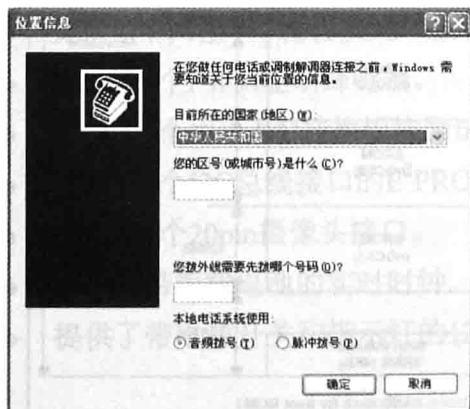 位置信息
在您做任何电话或调制解调器连接之前，Windows 需
要知道关于您当前位置的信息。
目前所在的国家(地区)(W):
中华人民共和国
您的区号(或城市号)是什么(C)?
您拨外线需要先拨哪个号码(O)?
本地电话系统使用:
音频拨号(T) 脉冲拨号(P)
确定 取消